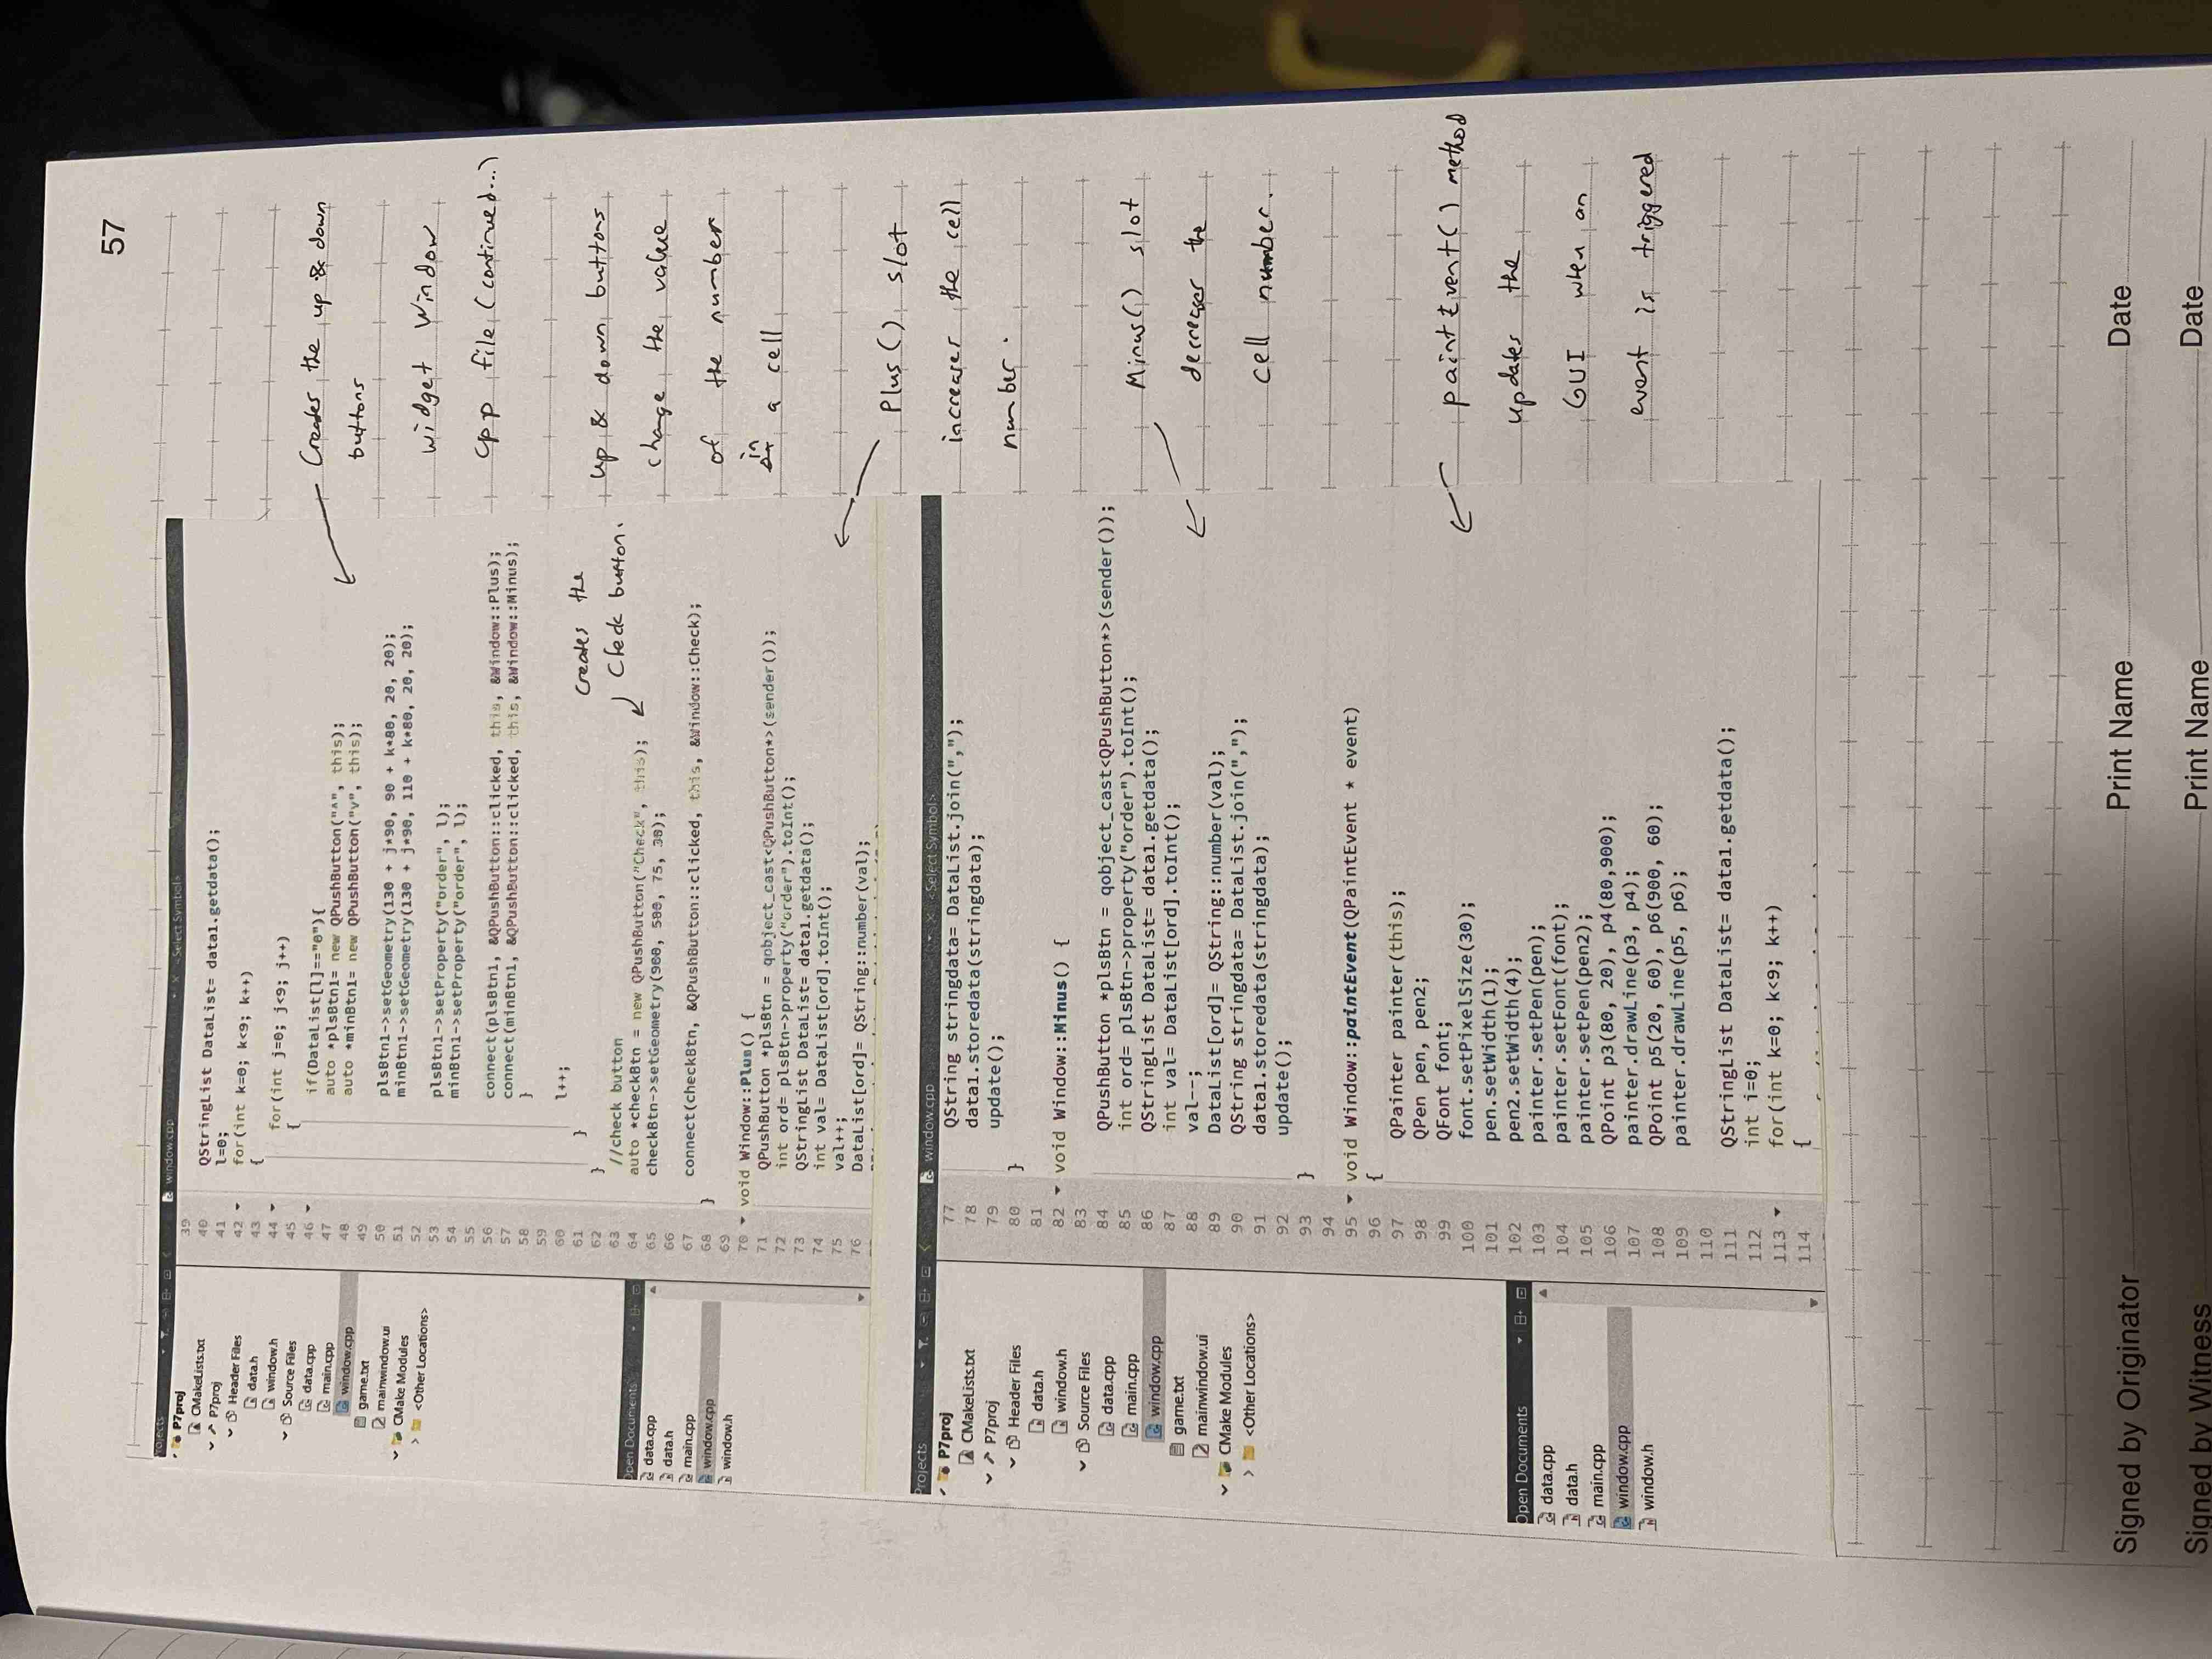 57
Projects
window.cpp
<Select Symbol>
P7proj
CMakeLists.txt
P7proj
Header Files
data.h
window.h
Source Files
data.cpp
main.cpp
window.cpp
game.txt
mainwindow.ui
CMake Modules
<Other Locations>
Open Documents
data.cpp
data.h
main.cpp
window.cpp
window.h
39
40 QStringList DataList= data1.getdata();
41 l=0;
42 for(int k=0; k<9; k++)
43 {
44 for(int j=0; j<9; j++)
45 {
46 if(DataList[l]=="0"){
47 auto *plsBtn1= new QPushButton("^", this);
48 auto *minBtn1= new QPushButton("v", this);
49
50 plsBtn1->setGeometry(130 + j*90, 90 + k*80, 20, 20);
51 minBtn1->setGeometry(130 + j*90, 110 + k*80, 20, 20);
52
53 plsBtn1->setProperty("order", l);
54 minBtn1->setProperty("order", l);
55
56 connect(plsBtn1, &QPushButton::clicked, this, &Window::Plus);
57 connect(minBtn1, &QPushButton::clicked, this, &Window::Minus);
58 }
59
60 l++;
61 }
62 }
63 //check button
64 auto *checkBtn = new QPushButton("Check", this);
65 checkBtn->setGeometry(900, 500, 75, 30);
66
67 connect(checkBtn, &QPushButton::clicked, this, &Window::Check);
68 }
69
70 void Window::Plus() {
71 QPushButton *plsBtn = qobject_cast<QPushButton*>(sender());
72 int ord= plsBtn->property("order").toInt();
73 QStringList DataList= data1.getdata();
74 int val= DataList[ord].toInt();
75 val++;
76 DataList[ord]= QString::number(val);
Creates the up & down
buttons
widget Window
cpp file (continued...)
creates the
Check button.
up & down buttons
change the value
of the number
in
a cell
Plus() slot
increases the cell
number.
Projects
window.cpp
<Select Symbol>
P7proj
CMakeLists.txt
P7proj
Header Files
data.h
window.h
Source Files
data.cpp
main.cpp
window.cpp
game.txt
mainwindow.ui
CMake Modules
<Other Locations>
Open Documents
data.cpp
data.h
main.cpp
window.cpp
window.h
77 QString stringdata= DataList.join(",");
78 data1.storedata(stringdata);
79 update();
80 }
81
82 void Window::Minus() {
83
84 QPushButton *plsBtn = qobject_cast<QPushButton*>(sender());
85 int ord= plsBtn->property("order").toInt();
86 QStringList DataList= data1.getdata();
87 int val= DataList[ord].toInt();
88 val--;
89 DataList[ord]= QString::number(val);
90 QString stringdata= DataList.join(",");
91 data1.storedata(stringdata);
92 update();
93 }
94
95 void Window::paintEvent(QPaintEvent * event)
96 {
97 QPainter painter(this);
98 QPen pen, pen2;
99 QFont font;
100 font.setPixelSize(30);
101 pen.setWidth(1);
102 pen2.setWidth(4);
103 painter.setPen(pen);
104 painter.setFont(font);
105 painter.setPen(pen2);
106 QPoint p3(80, 20), p4(80,900);
107 painter.drawLine(p3, p4);
108 QPoint p5(20, 60), p6(900, 60);
109 painter.drawLine(p5, p6);
110
111 QStringList DataList= data1.getdata();
112 int i=0;
113 for(int k=0; k<9; k++)
114 {
Minus() slot
decreases the
cell number.
paintEvent() method
updates the
GUI when an
event is triggered
Signed by Originator Print Name Date
Signed by Witness Print Name Date